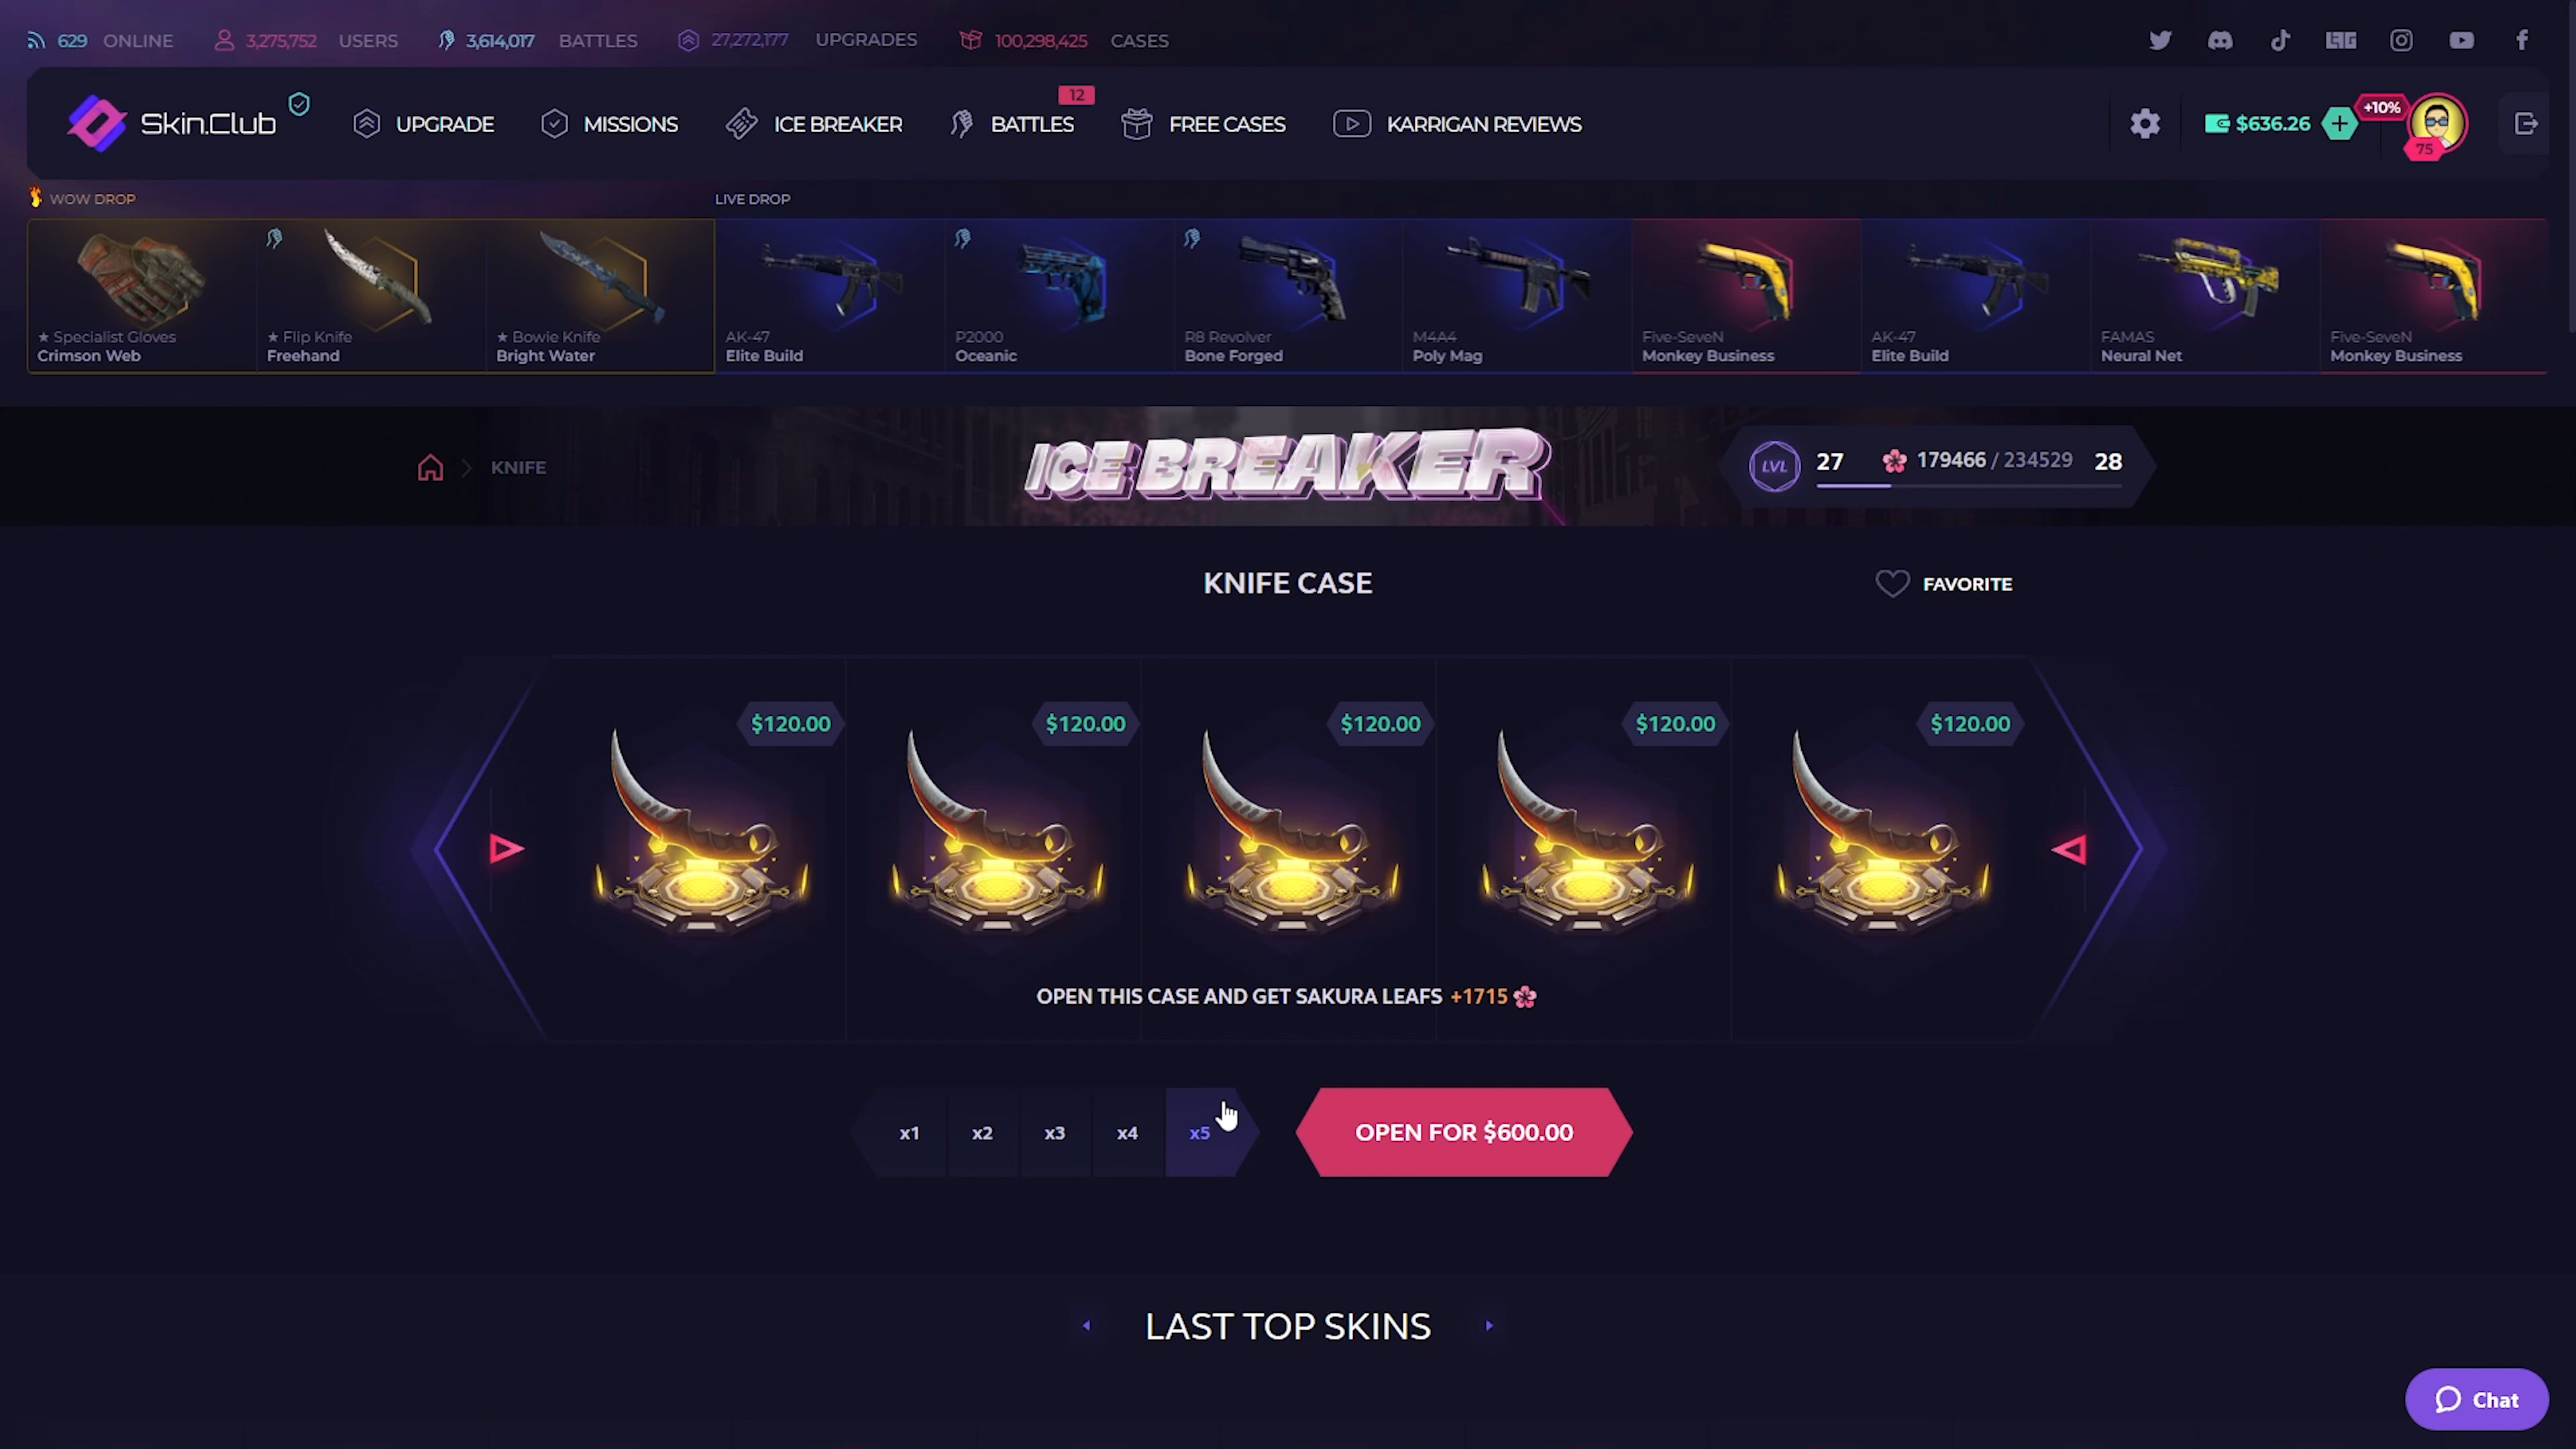 629 ONLINE 3,275,752 USERS 3,614,017 BATTLES 27,272,177 UPGRADES 100,298,425 CASES
Skin.Club UPGRADE MISSIONS ICE BREAKER BATTLES 12 FREE CASES KARRIGAN REVIEWS $636.26 +10% 75
WOW DROP LIVE DROP
★ Specialist Gloves ★ Flip Knife ★ Bowie Knife AK-47 P2000 R8 Revolver M4A4 Five-SeveN AK-47 FAMAS Five-SeveN
Crimson Web Freehand Bright Water Elite Build Oceanic Bone Forged Poly Mag Monkey Business Elite Build Neural Net Monkey Business
KNIFE ICE BREAKER LVL 27 179466 / 234529 28
KNIFE CASE FAVORITE
$120.00 $120.00 $120.00 $120.00 $120.00
OPEN THIS CASE AND GET SAKURA LEAFS +1715
x1 x2 x3 x4 x5 OPEN FOR $600.00
LAST TOP SKINS
Chat